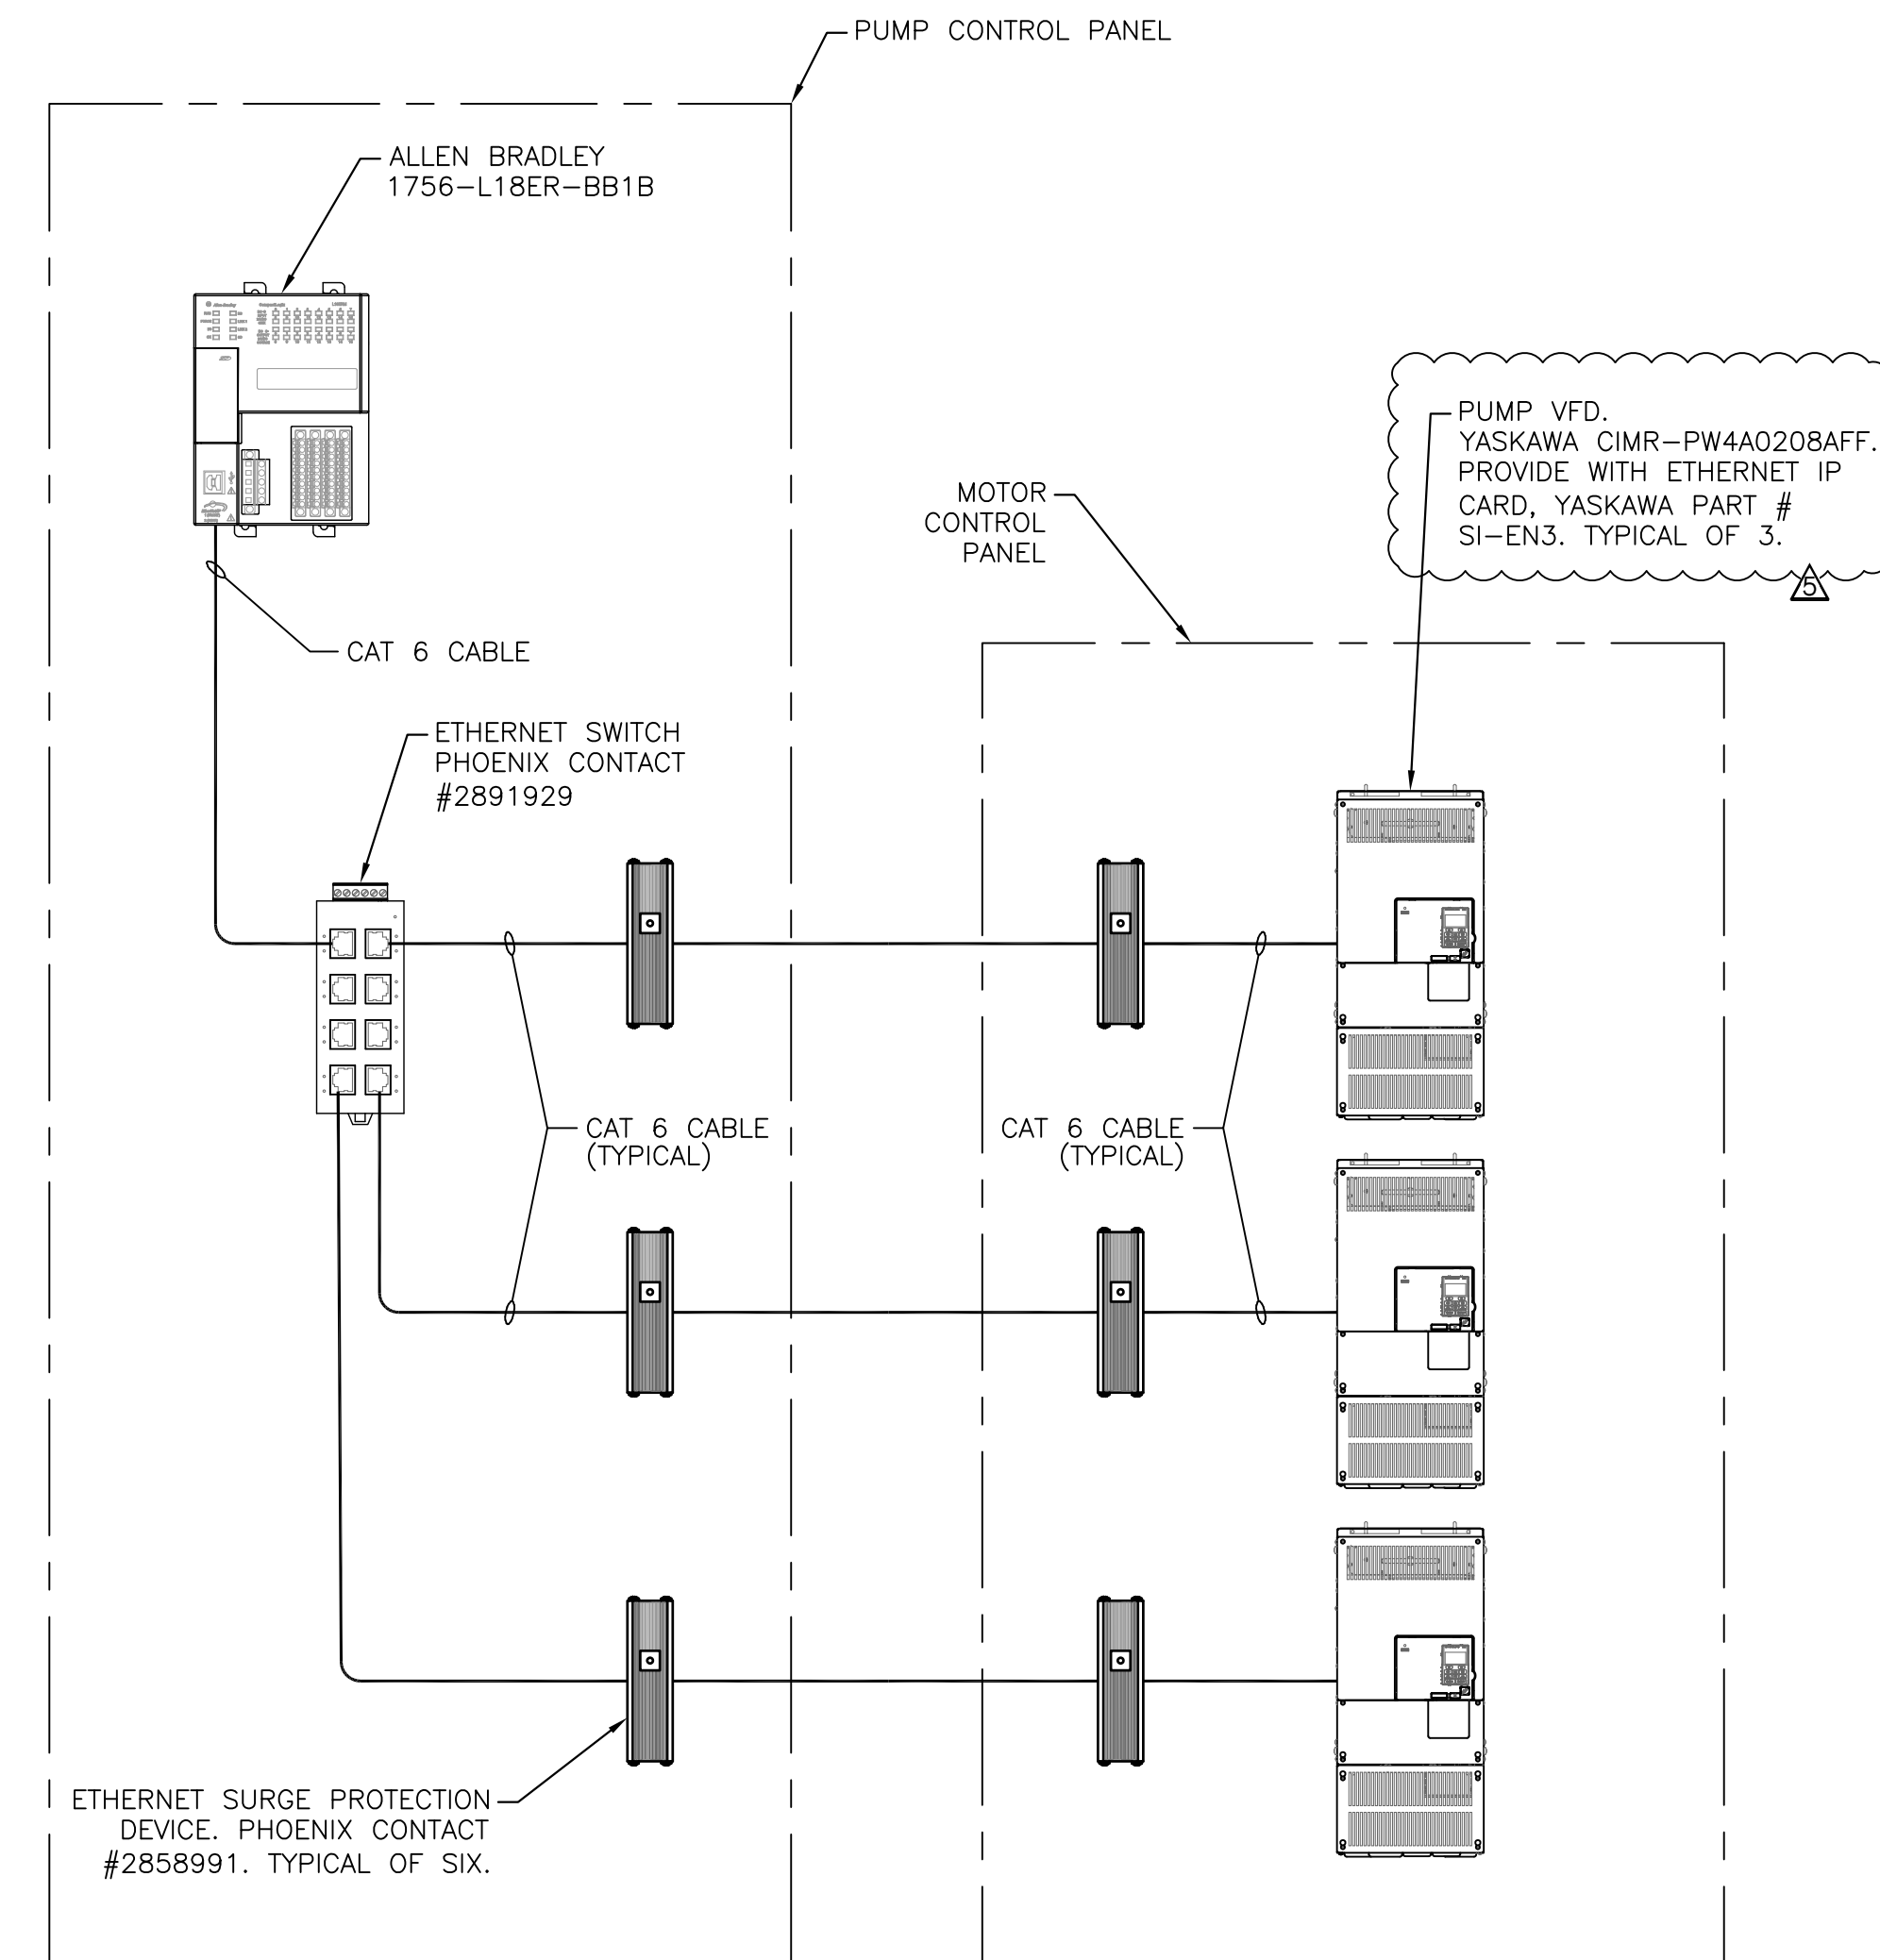 PUMP CONTROL PANEL
ALLEN BRADLEY
1756-L18ER-BB1B
PUMP VFD.
YASKAWA CIMR-PW4A0208AFF.
PROVIDE WITH ETHERNET IP
CARD, YASKAWA PART #
SI-EN3. TYPICAL OF 3.
5
MOTOR
CONTROL
PANEL
CAT 6 CABLE
ETHERNET SWITCH
PHOENIX CONTACT
#2891929
CAT 6 CABLE
(TYPICAL)
CAT 6 CABLE
(TYPICAL)
ETHERNET SURGE PROTECTION
DEVICE. PHOENIX CONTACT
#2858991. TYPICAL OF SIX.